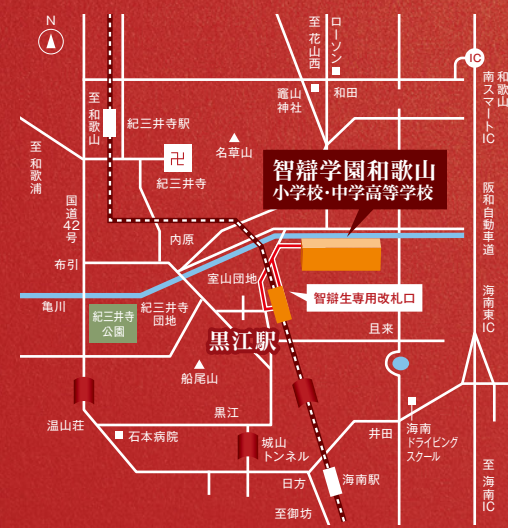 N
至 花山西
ローソン
IC
和歌山
南スマートIC
竈山
神社
和田
至 和歌山
紀三井寺駅
名草山
卍
紀三井寺
至 和歌浦
智辯学園和歌山
小学校・中学高等学校
阪和自動車道
国道42号
内原
布引
室山団地
海南東IC
亀川
紀三井寺
公園
紀三井寺
団地
智辯生専用改札口
黒江駅
且来
船尾山
黒江
温山荘
石本病院
城山
トンネル
井田
海南
ドライビング
スクール
日方
海南駅
至 海南IC
至御坊